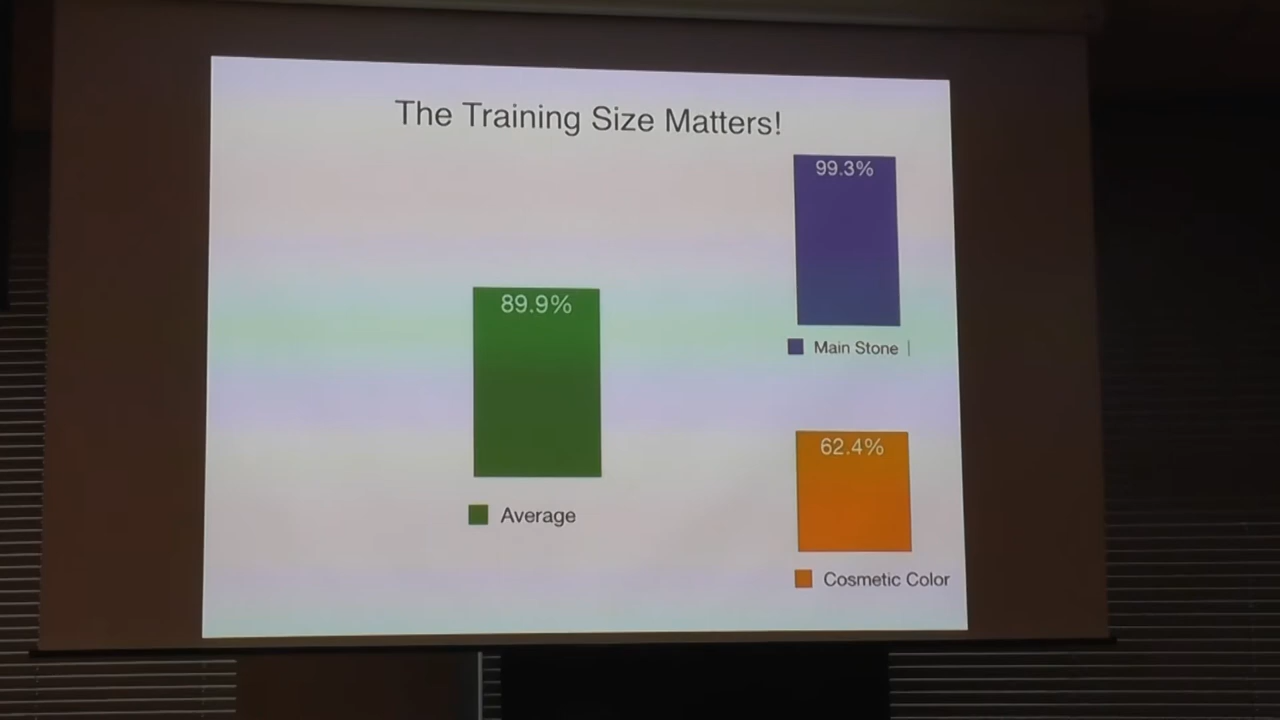 The Training Size Matters!
99.3%
89.9%
Main Stone |
62.4%
Average
Cosmetic Color